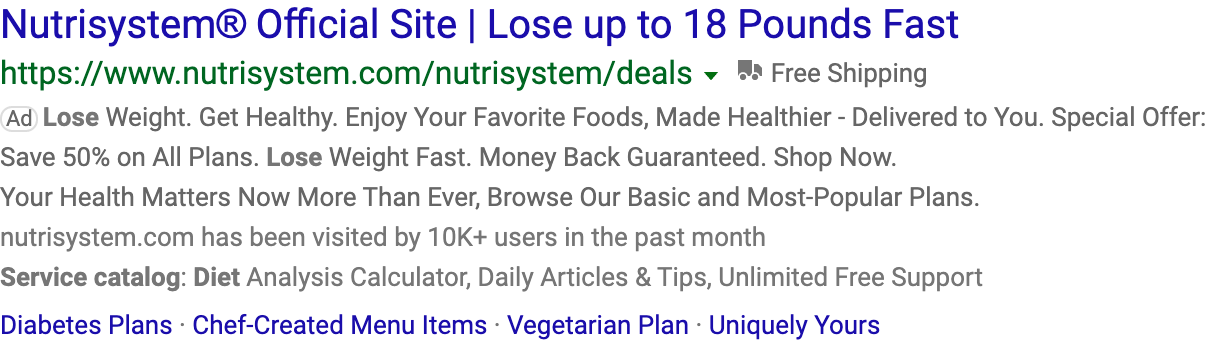 Nutrisystem® Official Site | Lose up to 18 Pounds Fast
https://www.nutrisystem.com/nutrisystem/deals Free Shipping
Ad Lose Weight. Get Healthy. Enjoy Your Favorite Foods, Made Healthier - Delivered to You. Special Offer:
Save 50% on All Plans. Lose Weight Fast. Money Back Guaranteed. Shop Now.
Your Health Matters Now More Than Ever, Browse Our Basic and Most-Popular Plans.
nutrisystem.com has been visited by 10K+ users in the past month
Service catalog: Diet Analysis Calculator, Daily Articles & Tips, Unlimited Free Support
Diabetes Plans · Chef-Created Menu Items · Vegetarian Plan · Uniquely Yours